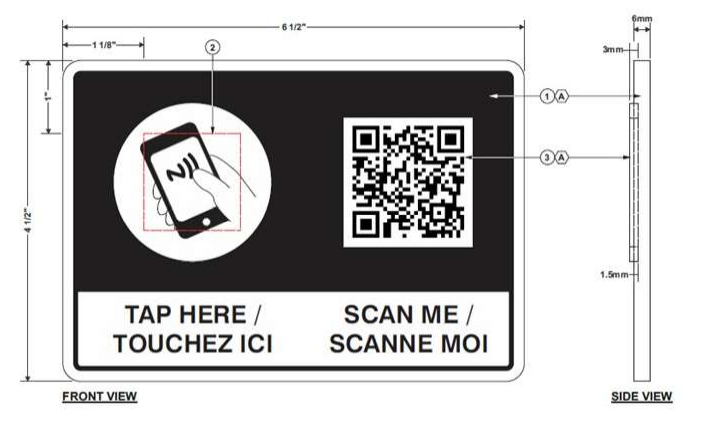 6 1/2"
6mm
1 1/8"
2
3mm
1"
1 A
3 A
4 1/2"
1.5mm
TAP HERE /
TOUCHEZ ICI
SCAN ME /
SCANNE MOI
FRONT VIEW
SIDE VIEW